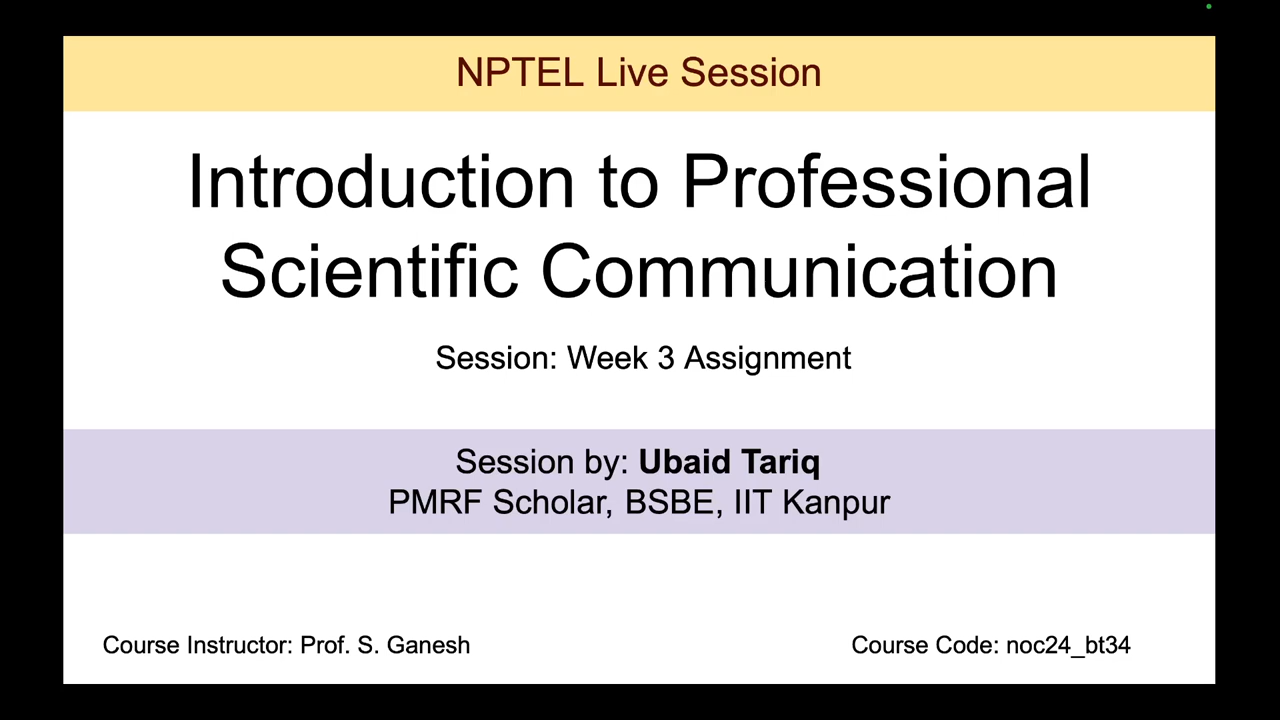 NPTEL Live Session
Introduction to Professional
Scientific Communication
Session: Week 3 Assignment
Session by: Ubaid Tariq
PMRF Scholar, BSBE, IIT Kanpur
Course Instructor: Prof. S. Ganesh
Course Code: noc24_bt34